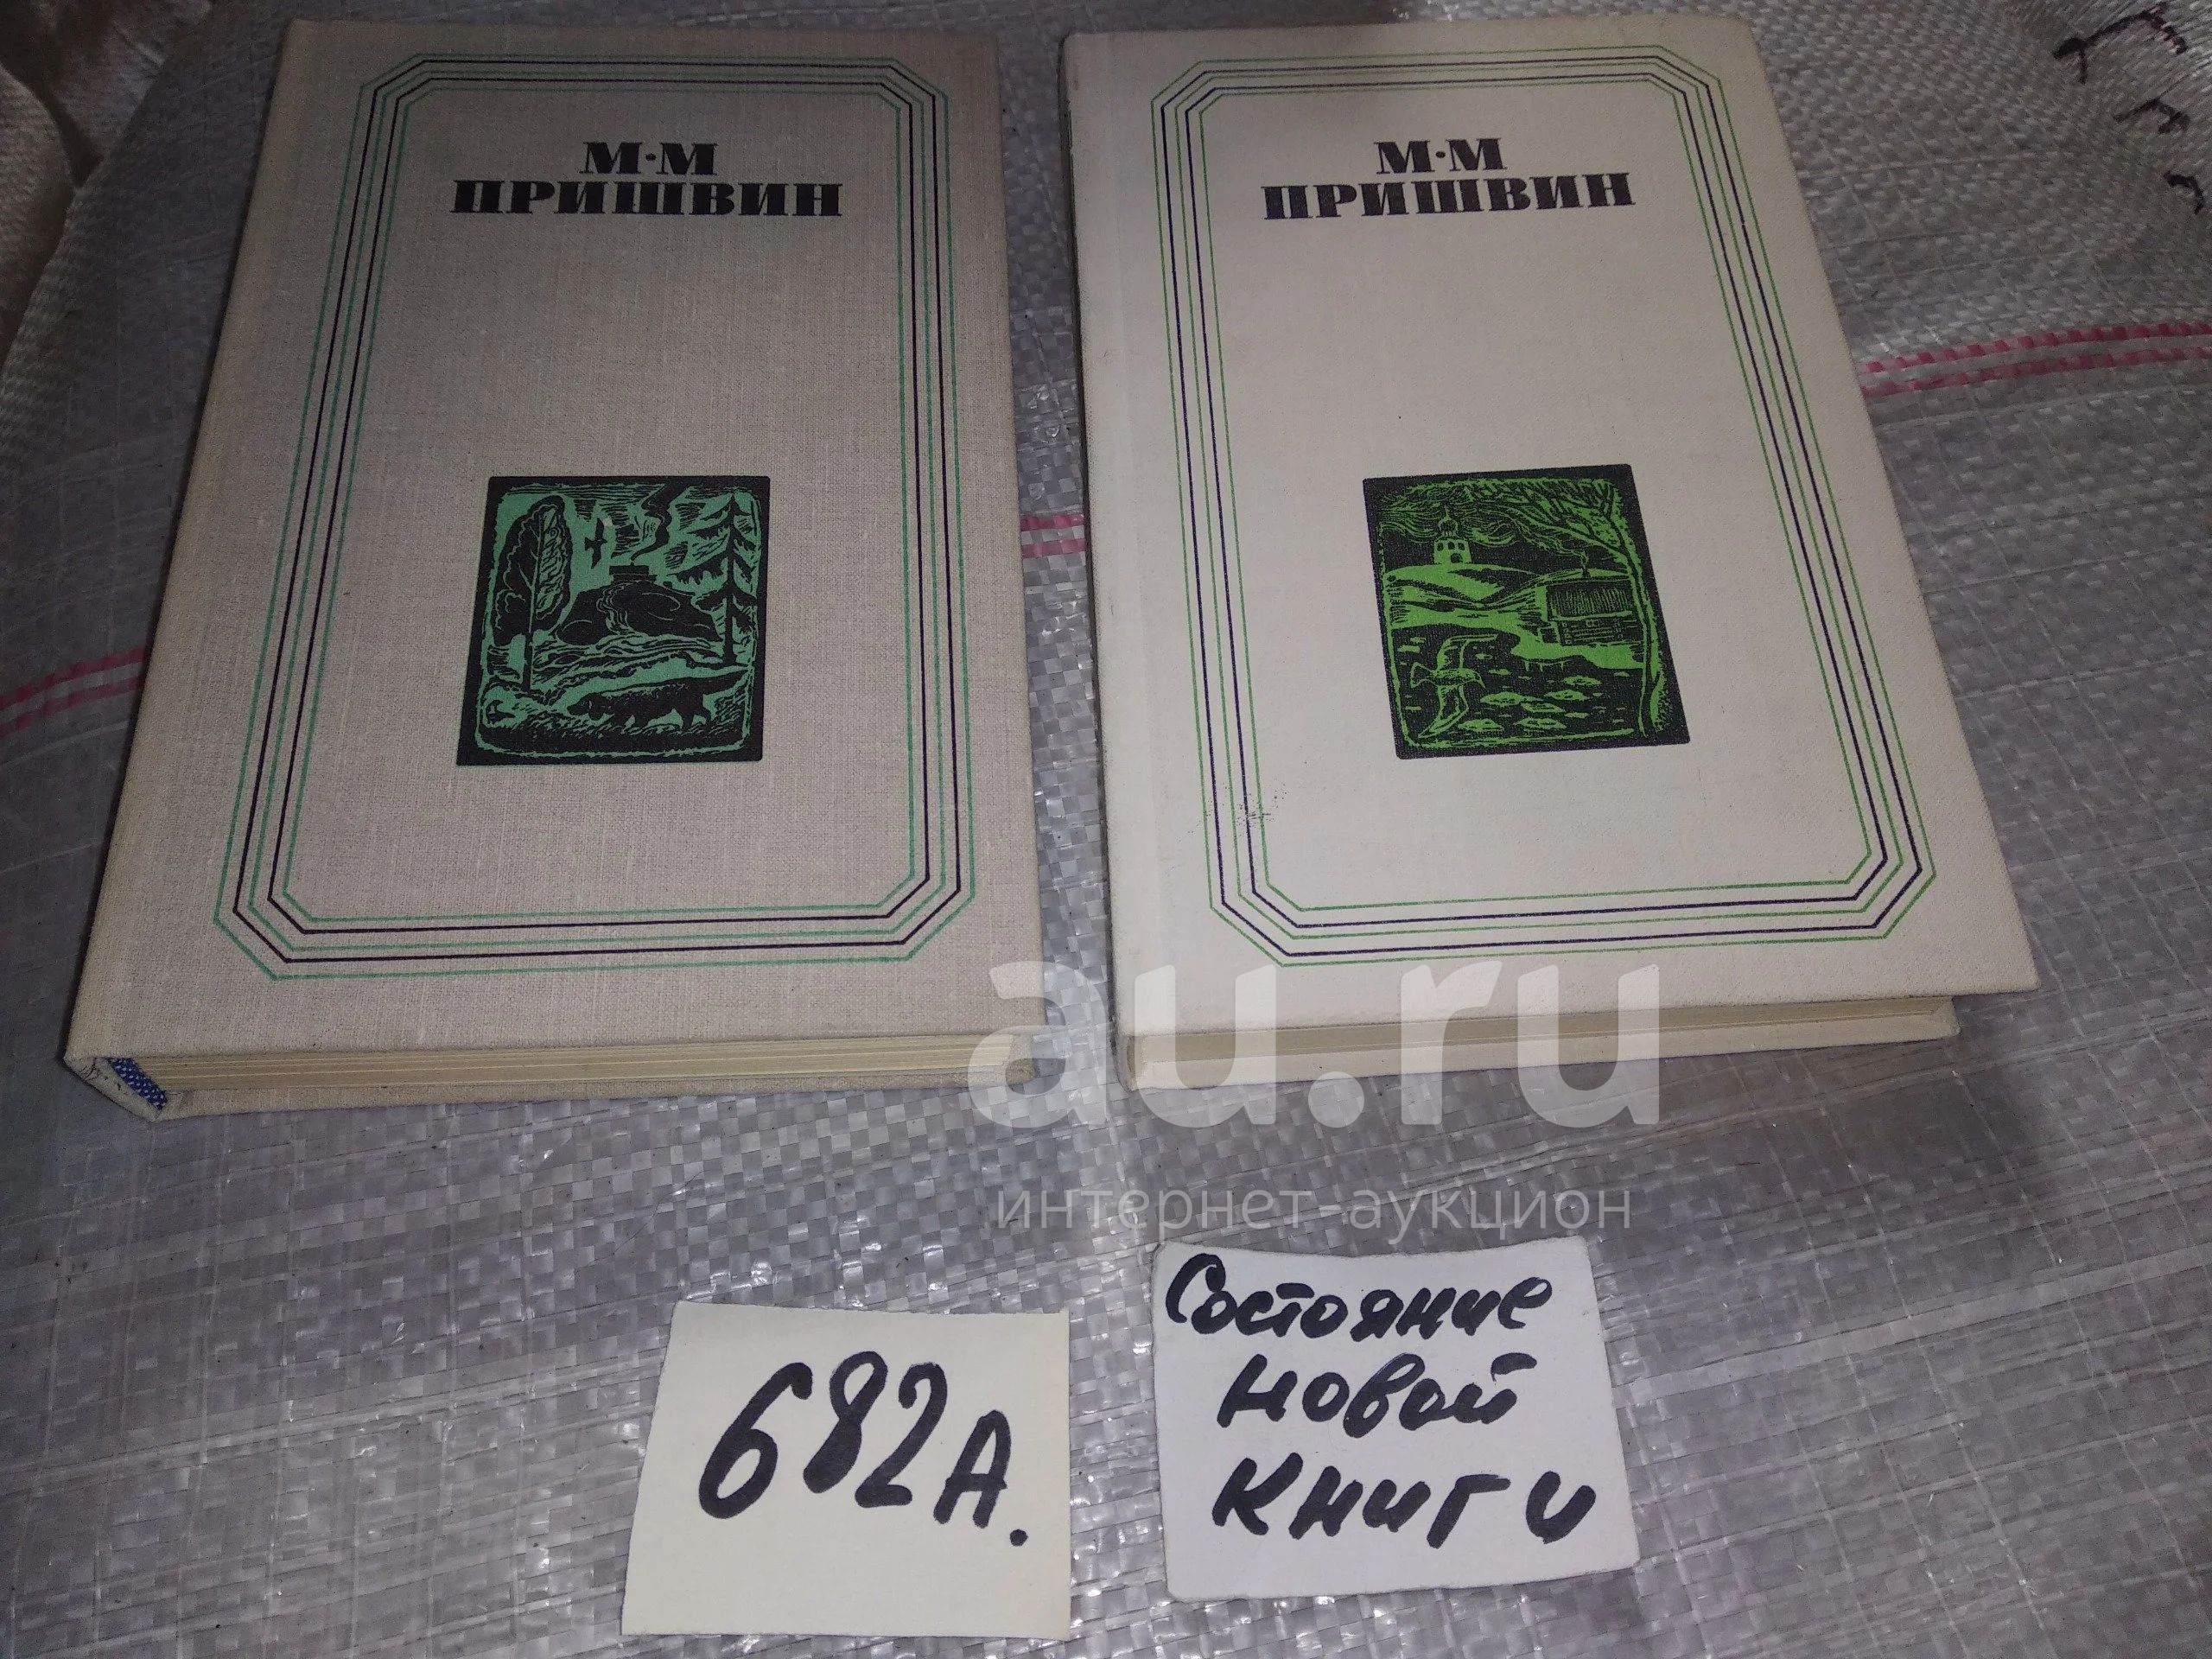 М·М
ПРИШВИН
М·М
ПРИШВИН
au.ru
интернет-аукцион
682А.
Состояние
новой
книги